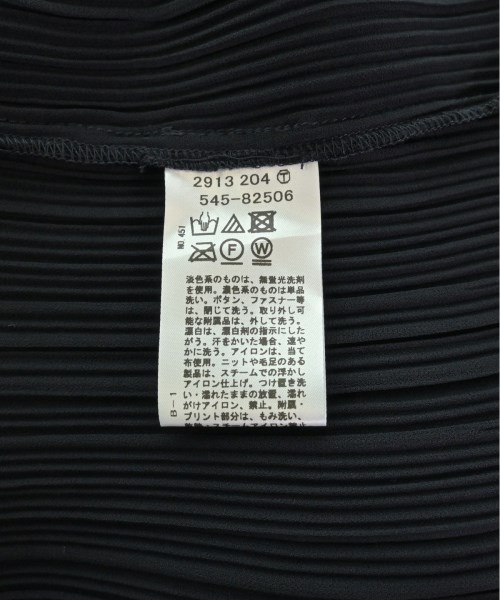 2913 204 Ⓣ
545-82506
NO.451
F W
淡色系のものは、無蛍光洗剤
を使用。濃色系のものは単品
洗い。ボタン、ファスナー等
は、閉じて洗う。取り外し可
能な附属品は、外して洗う。
漂白は、漂白剤の指示にした
がう。汗をかいた場合、速や
かに洗う。アイロンは、当て
布使用。ニットや毛足のある
製品は、スチームでの浮かし
アイロン仕上げ。つけ置き洗
い・濡れたままの放置、濡れ
がけアイロン、禁止。附属・
プリント部分は、もみ洗い、
B-1